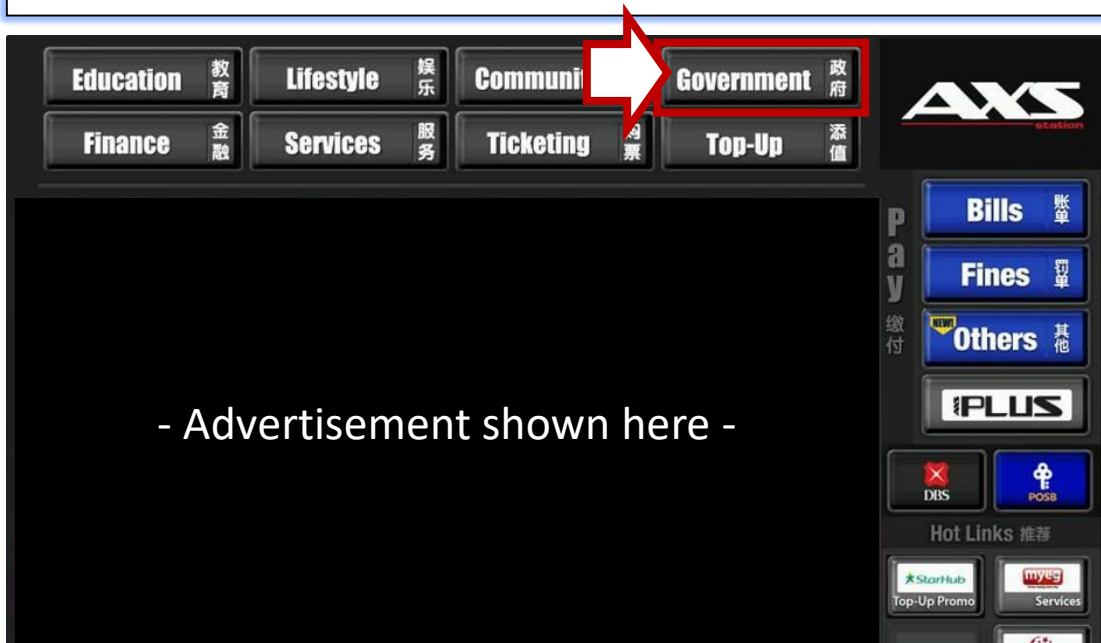 Education 教育
Lifestyle 娱乐
Communit
Government 政府
AXS
station
Finance 金融
Services 服务
Ticketing 购票
Top-Up 添值
Pay 缴付
Bills 账单
Fines 罚单
NEW!
Others 其他
AXS PLUS
- Advertisement shown here -
DBS
POSB
Hot Links 推荐
StarHub
Top-Up Promo
myeg
Services